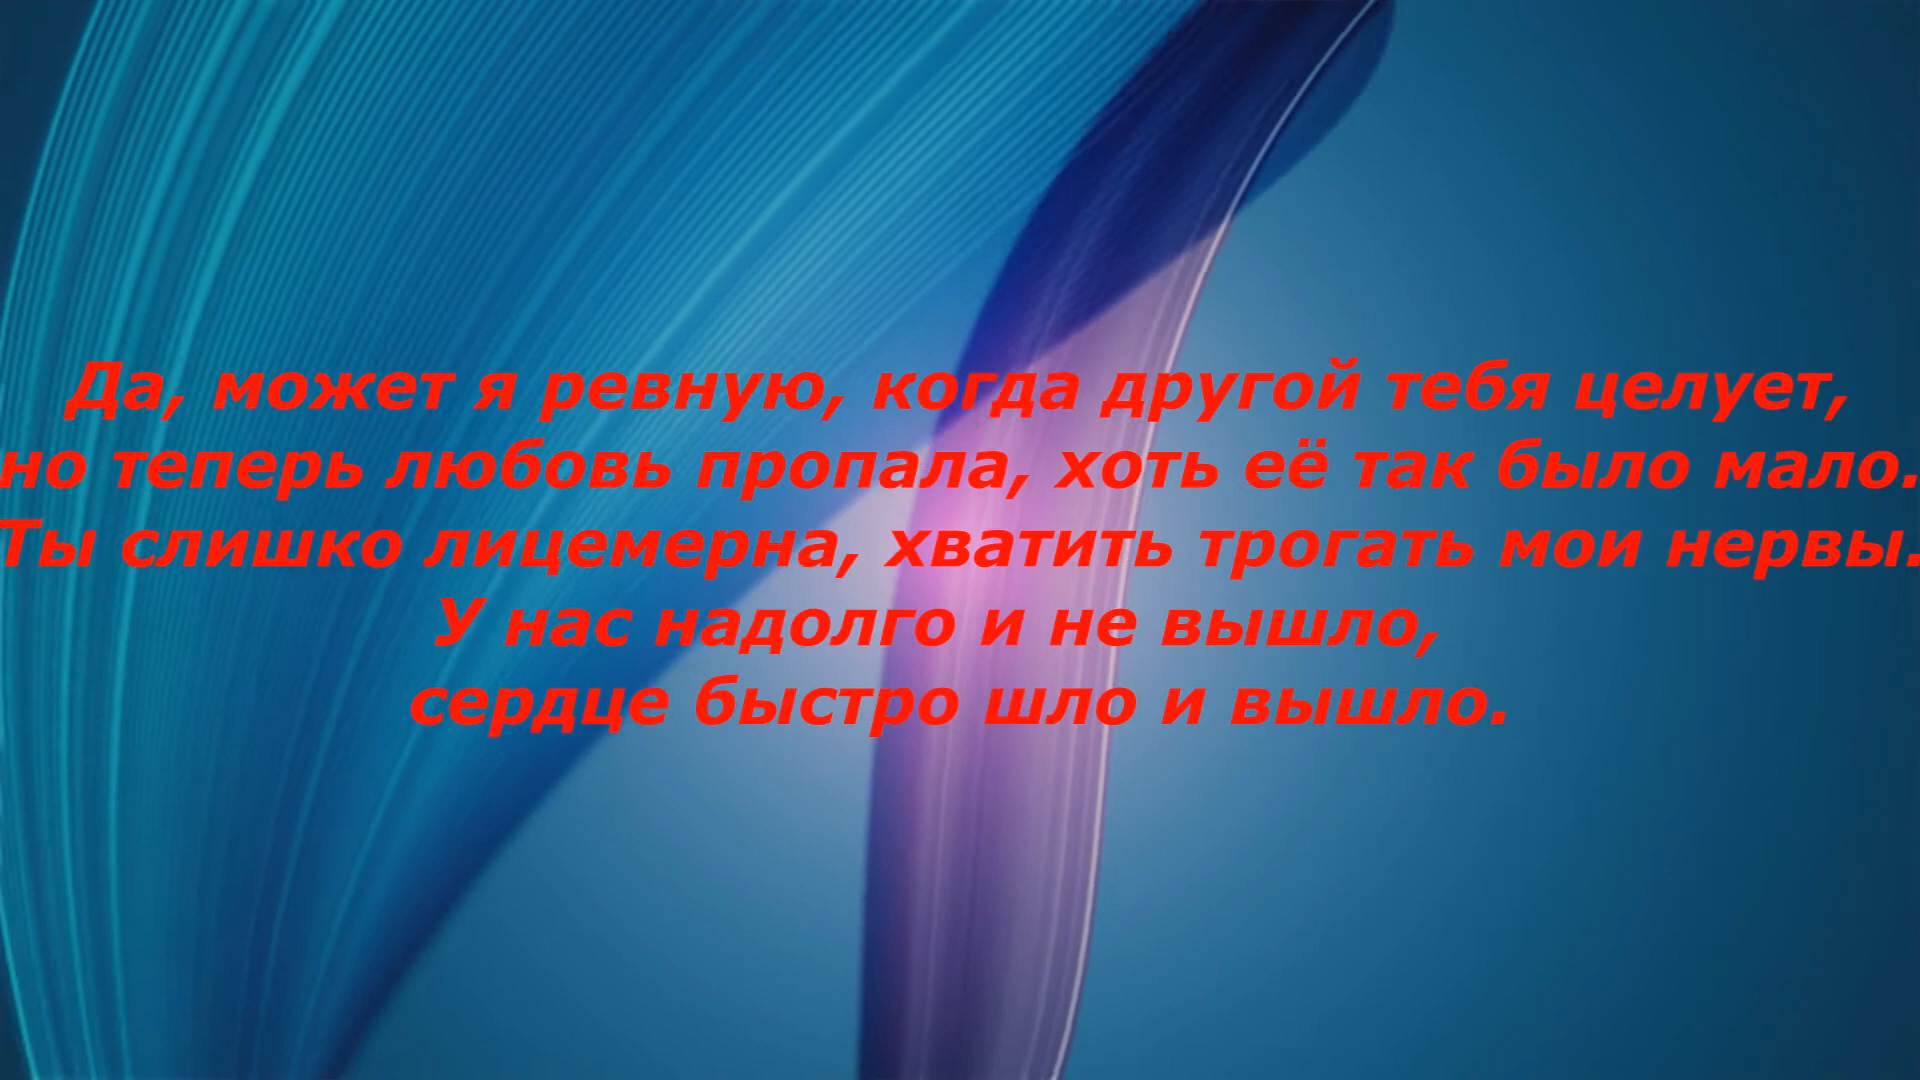 Да, может я ревную, когда другой тебя целует,
но теперь любовь пропала, хоть её так было мало.
Ты слишко лицемерна, хватить трогать мои нервы.
У нас надолго и не вышло,
сердце быстро шло и вышло.